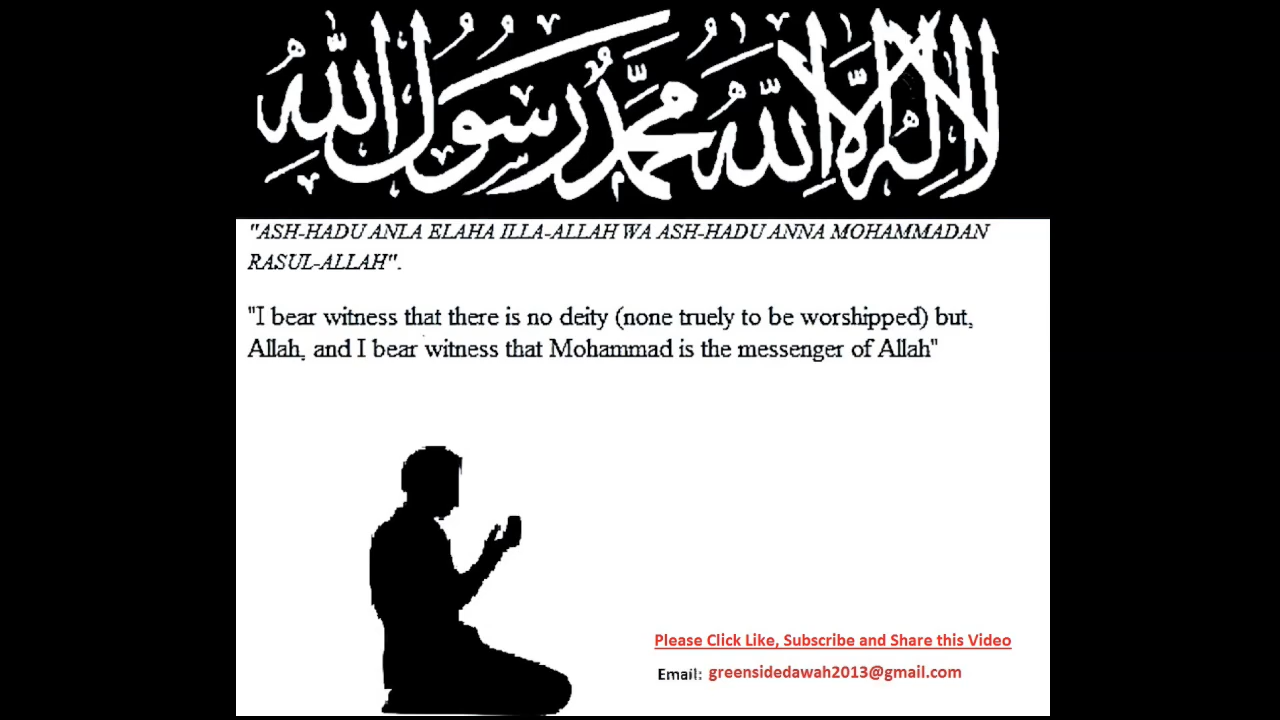 لا إله إلا الله محمد رسول الله
"ASH-HADU ANLA ELAHA ILLA-ALLAH WA ASH-HADU ANNA MOHAMMADAN
RASUL-ALLAH".
"I bear witness that there is no deity (none truely to be worshipped) but,
Allah, and I bear witness that Mohammad is the messenger of Allah"
Please Click Like, Subscribe and Share this Video
Email: greensidedawah2013@gmail.com